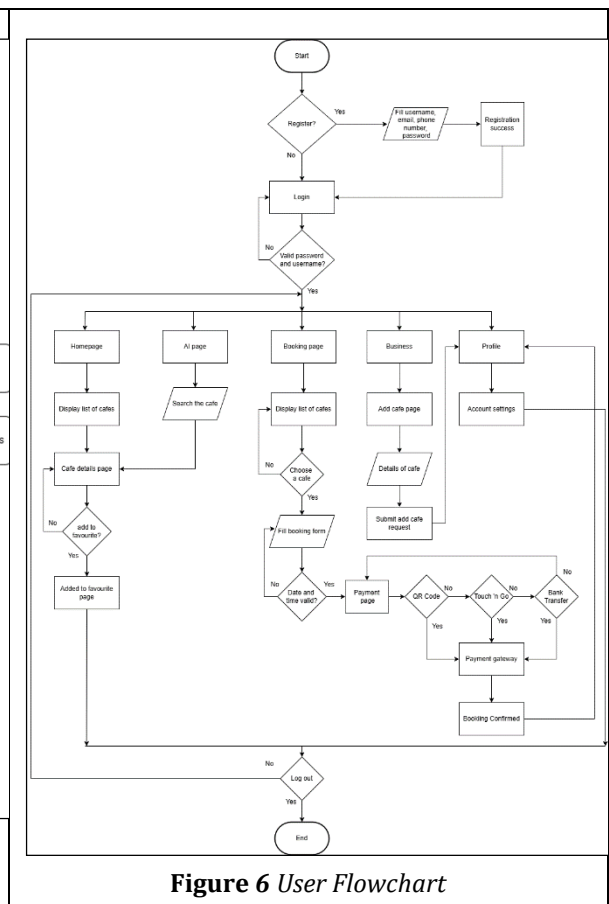 Start
Register?
Yes
Fill username,
email, phone
number,
password
Registration
success
No
Login
No
Valid password
and username?
Yes
Homepage
AI page
Booking page
Business
Profile
Display list of cafes
Search the cafe
Display list of cafes
Add cafe page
Account settings
s
Cafe details page
No
Choose
a cafe
Details of cafe
Yes
No
add to
favourite?
Fill booking form
Submit add cafe
request
Yes
Added to favourite
page
No
Date and
time valid?
Yes
Payment
page
QR Code
No
Touch 'n Go
No
Bank
Transfer
No
Yes
Yes
Yes
Payment gateway
Booking Confirmed
No
Log out
Yes
End
Figure 6 User Flowchart